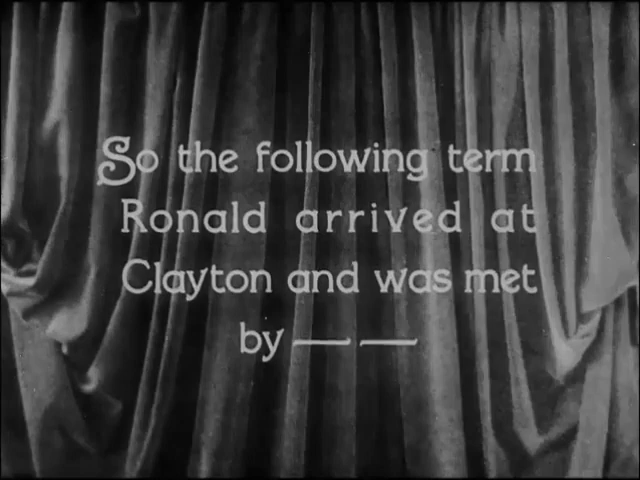 So the following term
Ronald arrived at
Clayton and was met
by — —